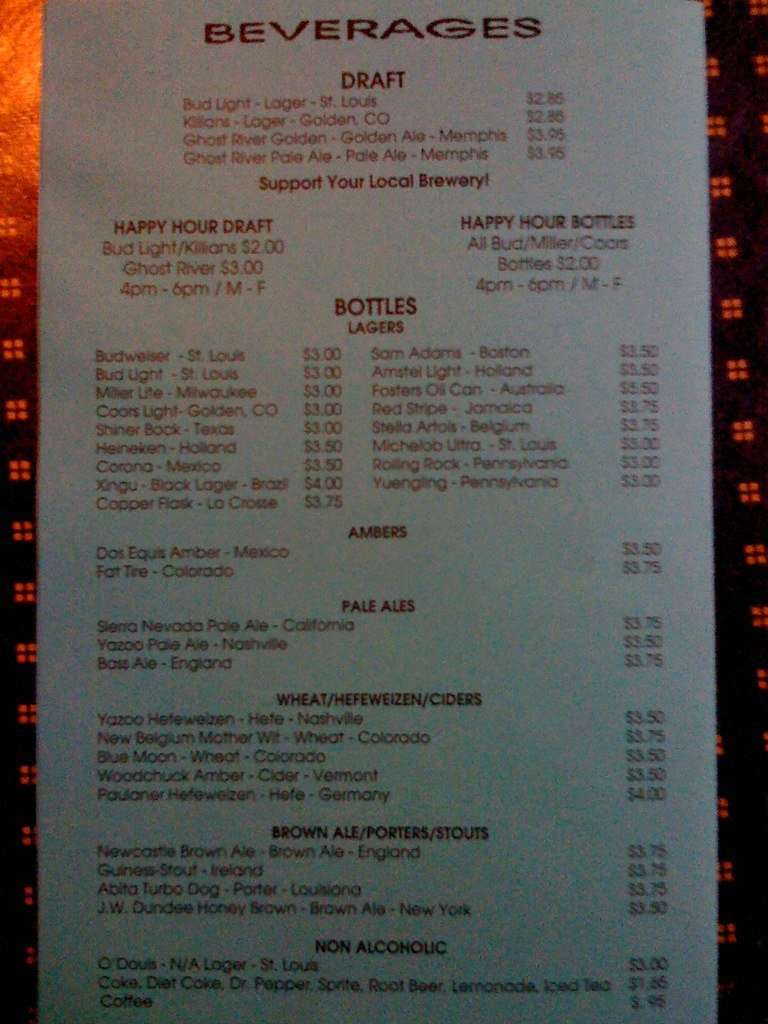 BEVERAGES
DRAFT
Bud Light - Lager - St. Louis $2.85
Killians - Lager - Golden, CO $2.85
Ghost River Golden - Golden Ale - Memphis $3.95
Ghost River Pale Ale - Pale Ale - Memphis $3.95
Support Your Local Brewery!
HAPPY HOUR DRAFT
Bud Light/Killians $2.00
Ghost River $3.00
4pm - 6pm / M - F
HAPPY HOUR BOTTLES
All Bud/Miller/Coors
Bottles $2.00
4pm - 6pm / M - F
BOTTLES
LAGERS
Budweiser - St. Louis $3.00
Bud Light - St. Louis $3.00
Miller Lite - Milwaukee $3.00
Coors Light- Golden, CO $3.00
Shiner Bock - Texas $3.00
Heineken - Holland $3.50
Corona - Mexico $3.50
Xingu - Black Lager - Brazil $4.00
Copper Flask - La Crosse $3.75
Sam Adams - Boston $3.50
Amstel Light - Holland $3.50
Fosters Oil Can - Australia $5.50
Red Stripe - Jamaica $3.75
Stella Artois - Belgium $3.75
Michelob Ultra - St. Louis $3.00
Rolling Rock - Pennsylvania $3.00
Yuengling - Pennsylvania $3.00
AMBERS
Dos Equis Amber - Mexico $3.50
Fat Tire - Colorado $3.75
PALE ALES
Sierra Nevada Pale Ale - California $3.75
Yazoo Pale Ale - Nashville $3.50
Bass Ale - England $3.75
WHEAT/HEFEWEIZEN/CIDERS
Yazoo Hefeweizen - Hefe - Nashville $3.50
New Belgium Mother Wit - Wheat - Colorado $3.75
Blue Moon - Wheat - Colorado $3.50
Woodchuck Amber - Cider - Vermont $3.50
Paulaner Hefeweizen - Hefe - Germany $4.00
BROWN ALE/PORTERS/STOUTS
Newcastle Brown Ale - Brown Ale - England $3.75
Guiness-Stout - Ireland $3.75
Abita Turbo Dog - Porter - Louisiana $3.75
J.W. Dundee Honey Brown - Brown Ale - New York $3.50
NON ALCOHOLIC
O'Douls - N/A Lager - St. Louis $3.00
Coke, Diet Coke, Dr. Pepper, Sprite, Root Beer, Lemonade, Iced Tea $1.85
Coffee $.95